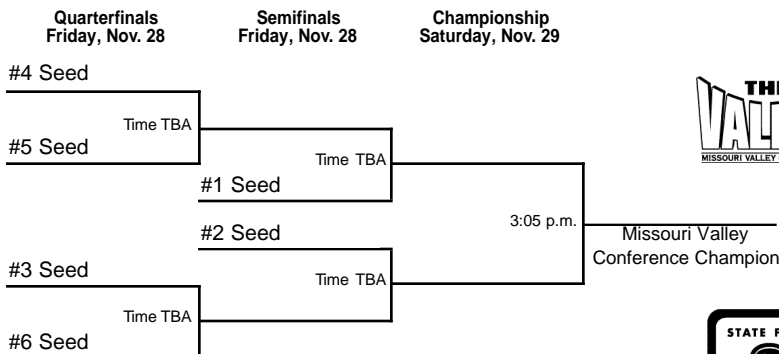 Quarterfinals
Friday, Nov. 28
Semifinals
Friday, Nov. 28
Championship
Saturday, Nov. 29
#4 Seed
Time TBA
#5 Seed
Time TBA
#1 Seed
#2 Seed
3:05 p.m.
Missouri Valley
Conference Champion
#3 Seed
Time TBA
Time TBA
#6 Seed
MISSOURI VALLEY
STATE